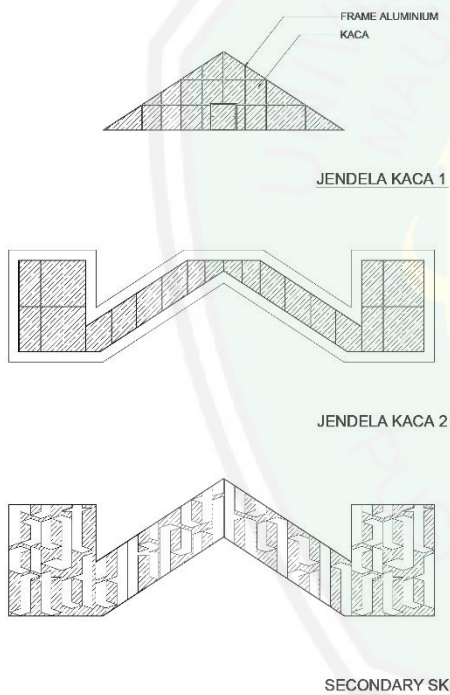 FRAME ALUMINIUM
KACA
JENDELA KACA 1
JENDELA KACA 2
SECONDARY SK